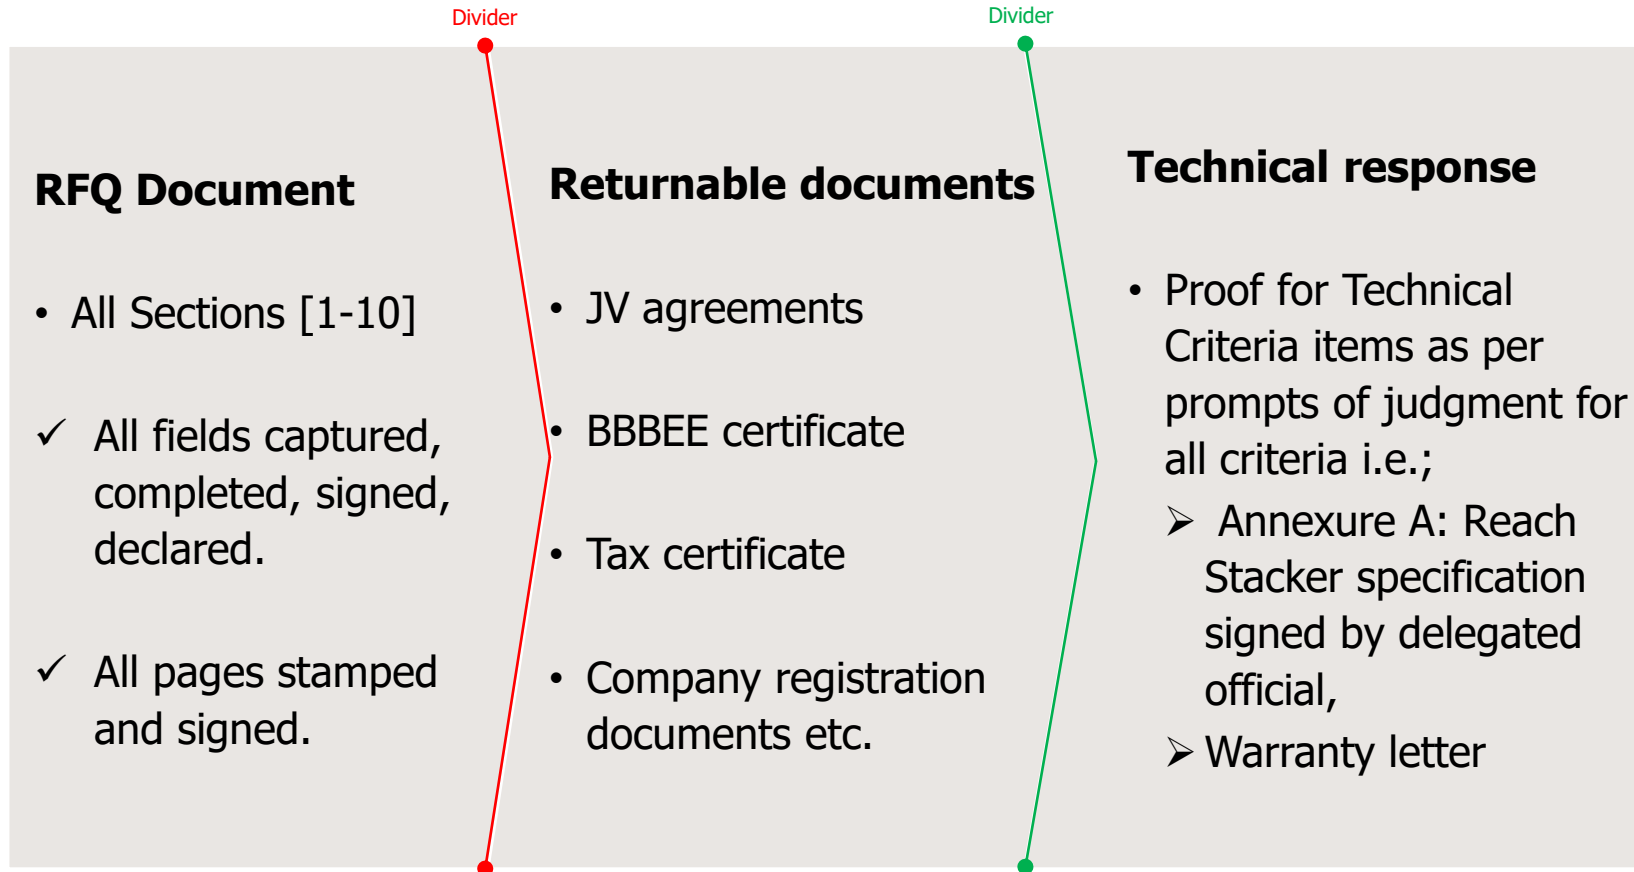 Divider
Divider
RFQ Document
• All Sections [1-10]
✓ All fields captured,
completed, signed,
declared.
✓ All pages stamped
and signed.
Returnable documents
• JV agreements
• BBBEE certificate
• Tax certificate
• Company registration
documents etc.
Technical response
• Proof for Technical
Criteria items as per
prompts of judgment for
all criteria i.e.;
➢ Annexure A: Reach
Stacker specification
signed by delegated
official,
➢ Warranty letter